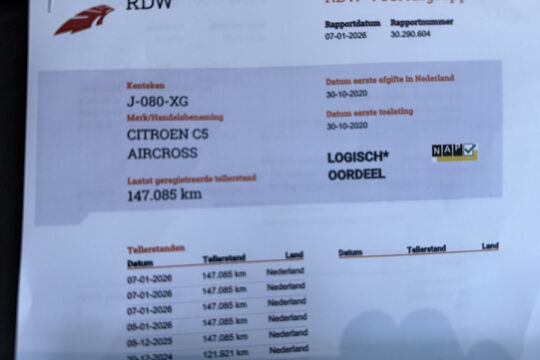 RDW
Rapportdatum Rapportnummer
07-01-2026 30.290.604
Kenteken
J-080-XG
Merk/Handelsbenaming
CITROEN C5
AIRCROSS
Laatst geregistreerde tellerstand
147.085 km
Datum eerste afgifte in Nederland
30-10-2020
Datum eerste toelating
30-10-2020
LOGISCH*
OORDEEL
NAP
Tellerstanden
Datum Tellerstand Land
07-01-2026 147.085 km Nederland
07-01-2026 147.085 km Nederland
07-01-2026 147.085 km Nederland
05-01-2026 147.085 km Nederland
05-12-2025 147.085 km Nederland
30-12-2024 121.921 km Nederland
Datum Tellerstand Land